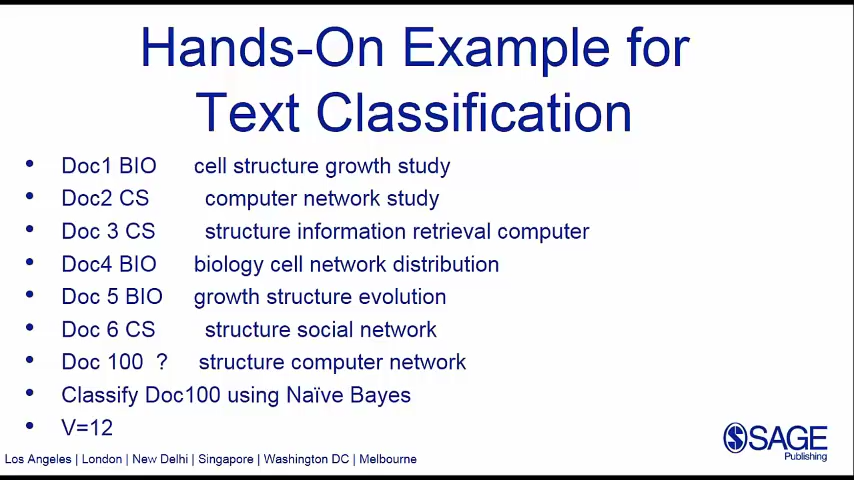 Hands-On Example for
Text Classification
• Doc1 BIO cell structure growth study
• Doc2 CS computer network study
• Doc 3 CS structure information retrieval computer
• Doc4 BIO biology cell network distribution
• Doc 5 BIO growth structure evolution
• Doc 6 CS structure social network
• Doc 100 ? structure computer network
• Classify Doc100 using Naïve Bayes
• V=12
SAGE
Publishing
Los Angeles | London | New Delhi | Singapore | Washington DC | Melbourne